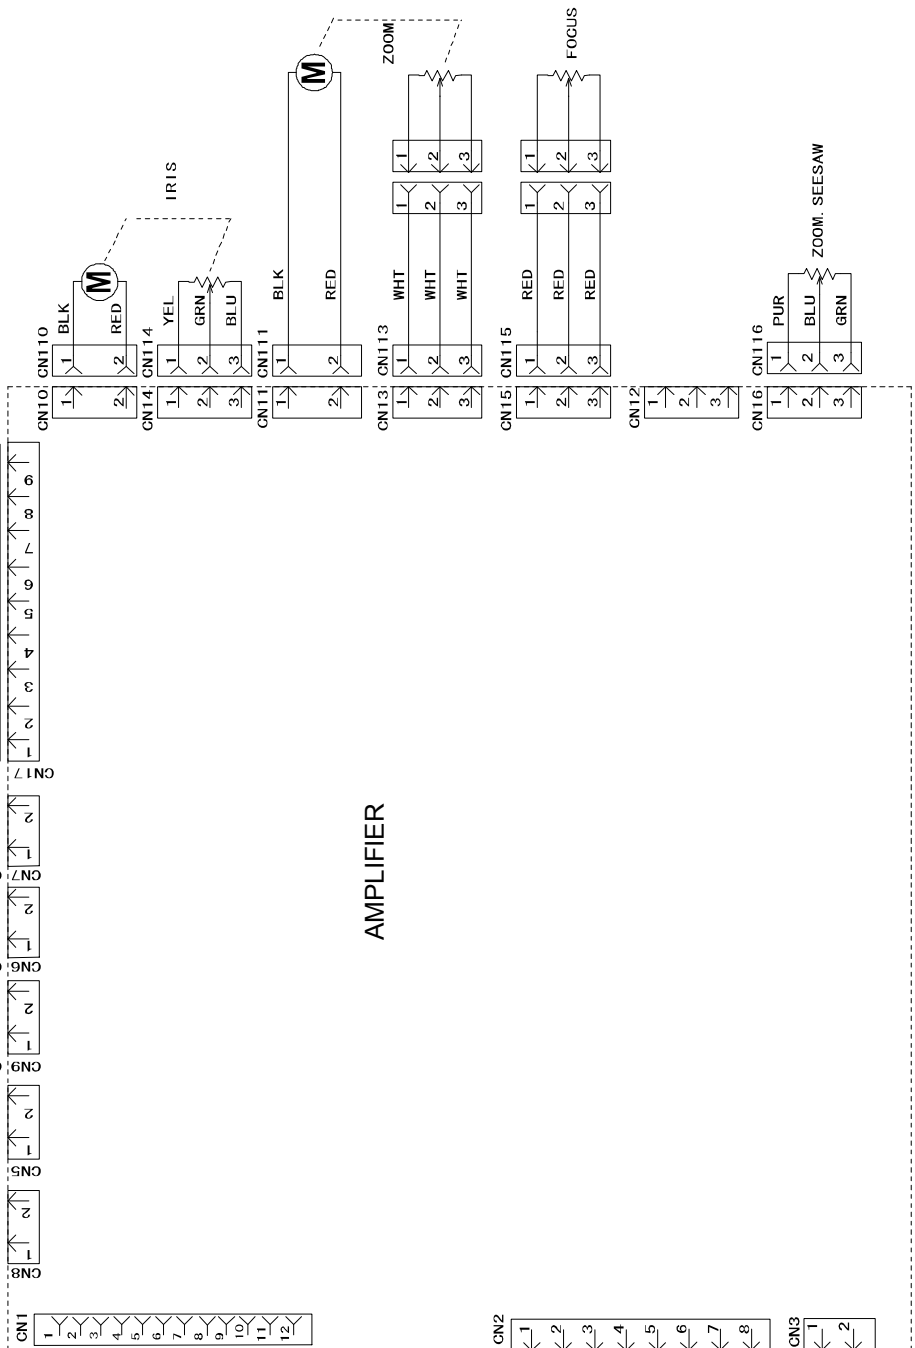 ZOOM
FOCUS
M
1
2
3
1
2
3
1
2
3
1
2
3
IRIS
ZOOM. SEESAW
M
BLK
RED
YEL
GRN
BLU
BLK
RED
WHT
WHT
WHT
RED
RED
RED
PUR
BLU
GRN
CN110
1
2
CN114
1
2
3
CN111
1
2
CN113
1
2
3
CN115
1
2
3
CN116
1
2
3
CN10
1
2
CN14
1
2
3
CN11
1
2
CN13
1
2
3
CN15
1
2
3
CN12
1
2
3
CN16
1
2
3
9
8
7
6
5
4
3
2
1
CN17
2
1
CN7
2
1
CN6
2
1
CN9
2
1
CN5
2
1
CN8
AMPLIFIER
CN1
1
2
3
4
5
6
7
8
9
10
11
12
CN2
1
2
3
4
5
6
7
8
CN3
1
2